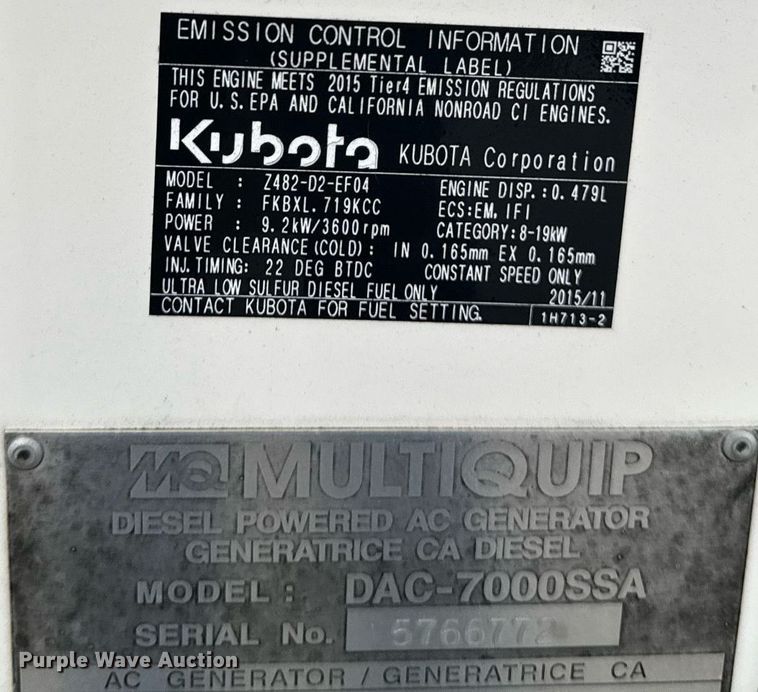 EMISSION CONTROL INFORMATION
(SUPPLEMENTAL LABEL)
THIS ENGINE MEETS 2015 Tier4 EMISSION REGULATIONS
FOR U.S. EPA AND CALIFORNIA NONROAD CI ENGINES.
Kubota KUBOTA Corporation
MODEL : Z482-D2-EF04 ENGINE DISP.:0.479L
FAMILY : FKBXL.719KCC ECS:EM, IFI
POWER : 9.2kW/3600rpm CATEGORY:8-19kW
VALVE CLEARANCE(COLD): IN 0.165mm EX 0.165mm
INJ.TIMING: 22 DEG BTDC CONSTANT SPEED ONLY
ULTRA LOW SULFUR DIESEL FUEL ONLY 2015/11
CONTACT KUBOTA FOR FUEL SETTING. 1H713-2
MQ MULTIQUIP
DIESEL POWERED AC GENERATOR
GENERATRICE CA DIESEL
MODEL : DAC-7000SSA
SERIAL No. 5766772
Purple Wave Auction
AC GENERATOR / GENERATRICE CA